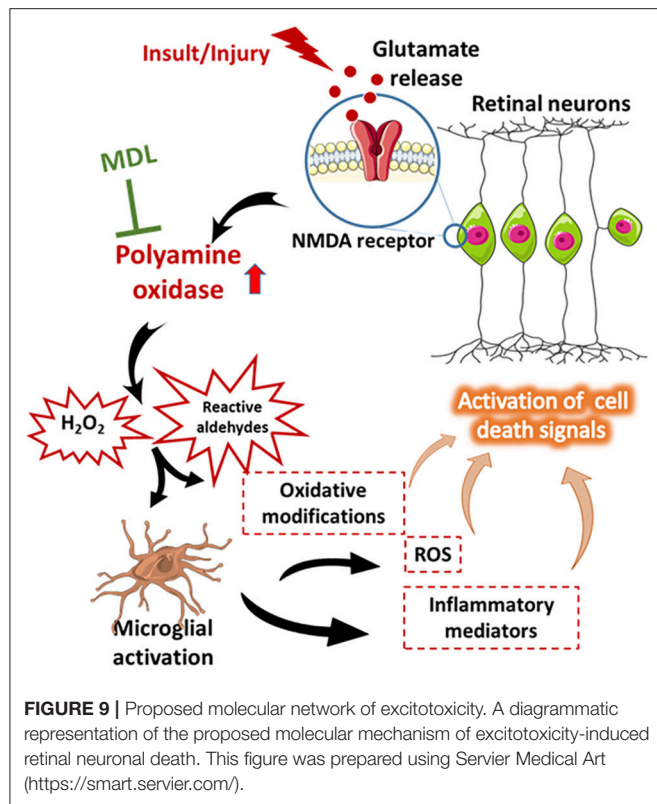 Insult/Injury
Glutamate
release
Retinal neurons
MDL
NMDA receptor
Polyamine
oxidase
H₂O₂
Reactive
aldehydes
Activation of cell
death signals
Oxidative
modifications
ROS
Microglial
activation
Inflammatory
mediators
FIGURE 9 | Proposed molecular network of excitotoxicity. A diagrammatic
representation of the proposed molecular mechanism of excitotoxicity-induced
retinal neuronal death. This figure was prepared using Servier Medical Art
(https://smart.servier.com/).